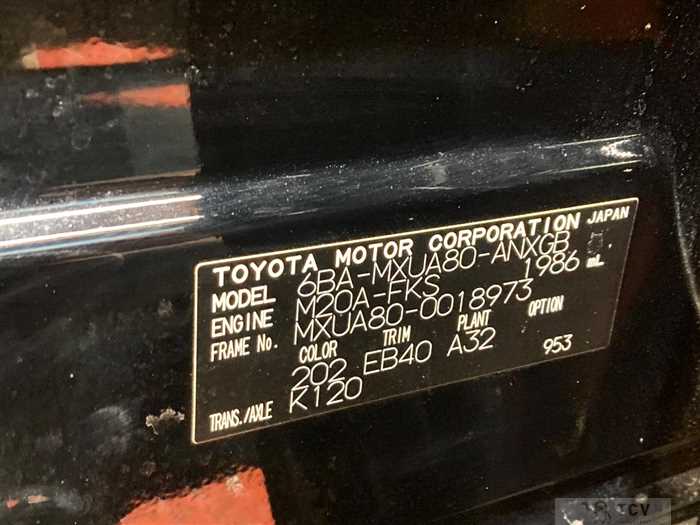 TOYOTA MOTOR CORPORATION JAPAN
MODEL 6BA-MXUA80-ANXGB
ENGINE M20A-FKS 1986 mL
FRAME No. MXUA80-0018973
COLOR TRIM PLANT OPTION
202 EB40 A32 953
TRANS./AXLE K120
TCV